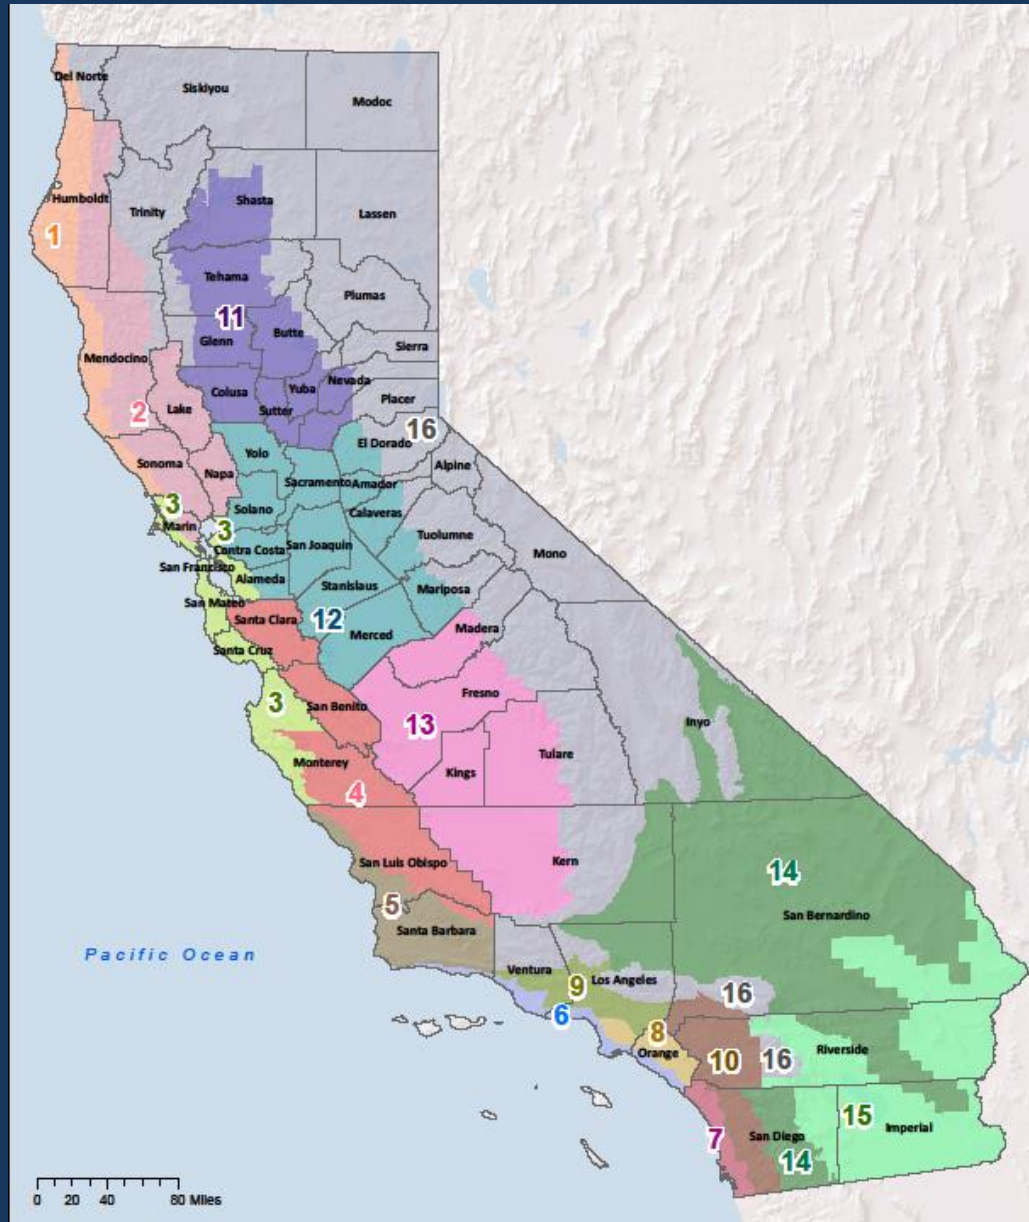 Del Norte
Siskiyou
Modoc
Humboldt
Trinity
Shasta
Lassen
1
Tehama
Plumas
11
Glenn
Butte
Sierra
Mendocino
Nevada
Colusa
Yuba
Placer
2
Lake
Sutter
16
El Dorado
Yolo
Sonoma
Napa
Alpine
Sacramento
Amador
3
Solano
Calaveras
Marin
3
Tuolumne
Contra Costa
San Joaquin
Mono
San Francisco
Alameda
Stanislaus
Mariposa
San Mateo
Santa Clara
12
Merced
Madera
Santa Cruz
3
San Benito
Fresno
13
Inyo
Monterey
Kings
Tulare
4
San Luis Obispo
Kern
14
5
San Bernardino
Santa Barbara
Pacific Ocean
Ventura
9
Los Angeles
16
6
8
Orange
10
16
Riverside
15
7
San Diego
Imperial
14
0 20 40 80 Miles